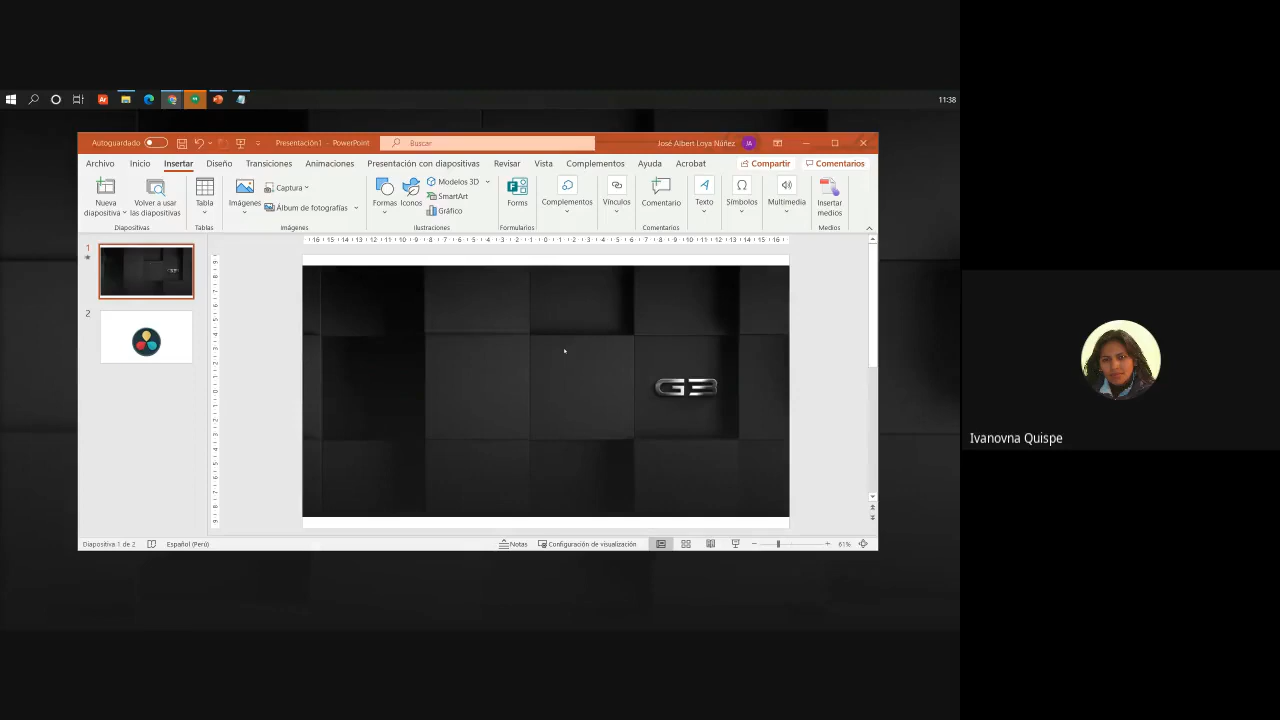 11:38
Autoguardado
Presentación1 - PowerPoint
Buscar
José Albert Loya Núñez
JA
Archivo Inicio Insertar Diseño Transiciones Animaciones Presentación con diapositivas Revisar Vista Complementos Ayuda Acrobat Compartir Comentarios
Nueva diapositiva
Volver a usar las diapositivas
Tabla
Imágenes
Captura
Álbum de fotografías
Formas
Iconos
Modelos 3D
SmartArt
Gráfico
Forms
Complementos
Vínculos
Comentario
Texto
Símbolos
Multimedia
Insertar medios
Diapositivas Tablas Imágenes Ilustraciones Formularios Comentarios Medios
1
2
G3
Ivanovna Quispe
Diapositiva 1 de 2 Español (Perú) Notas Configuración de visualización 61%